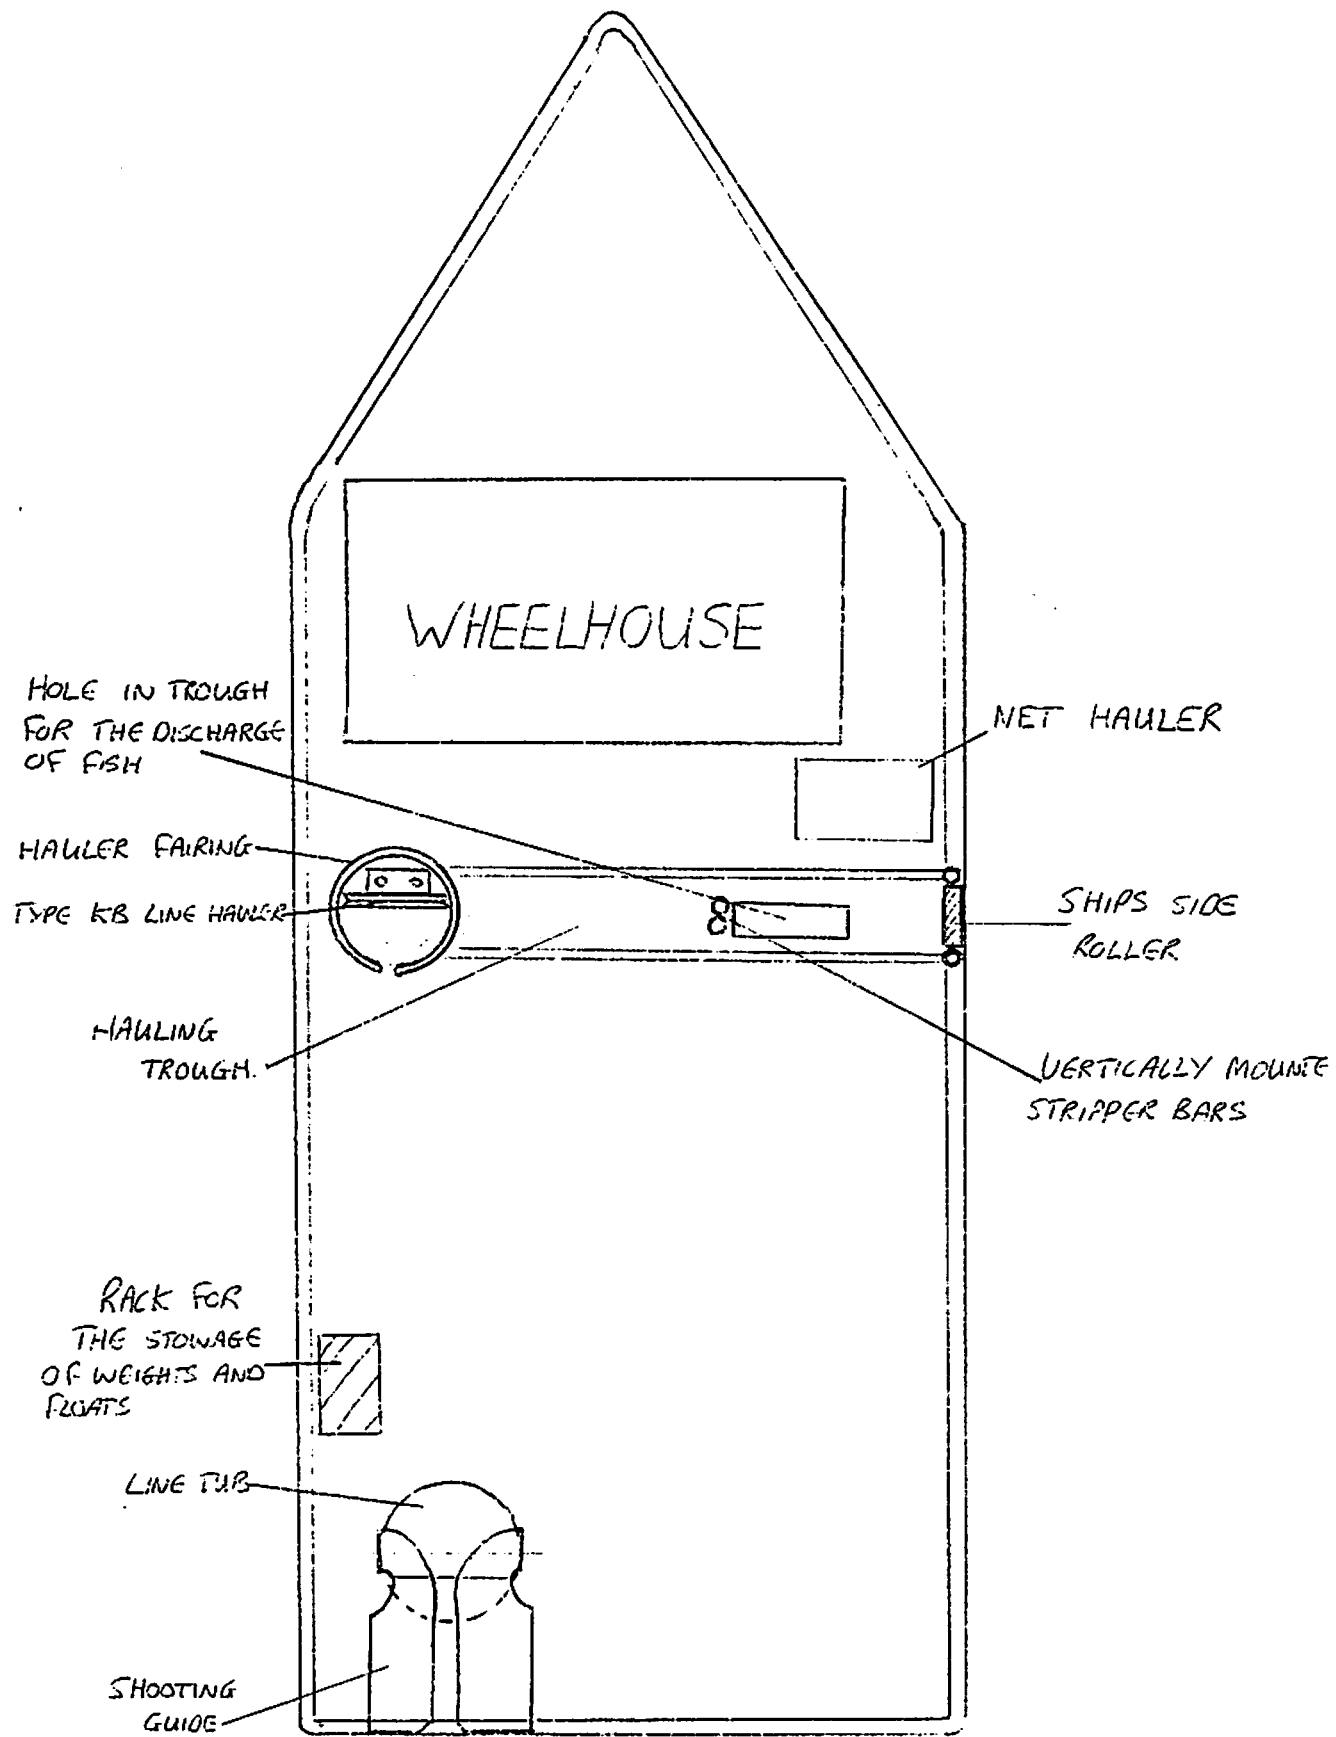 WHEELHOUSE
HOLE IN TROUGH
FOR THE DISCHARGE
OF FISH
NET HAULER
HAULER FAIRING
TYPE KB LINE HAULER
SHIPS SIDE
ROLLER
HAULING
TROUGH.
VERTICALLY MOUNTE
STRIPPER BARS
RACK FOR
THE STOWAGE
OF WEIGHTS AND
FLOATS
LINE TUB
SHOOTING
GUIDE